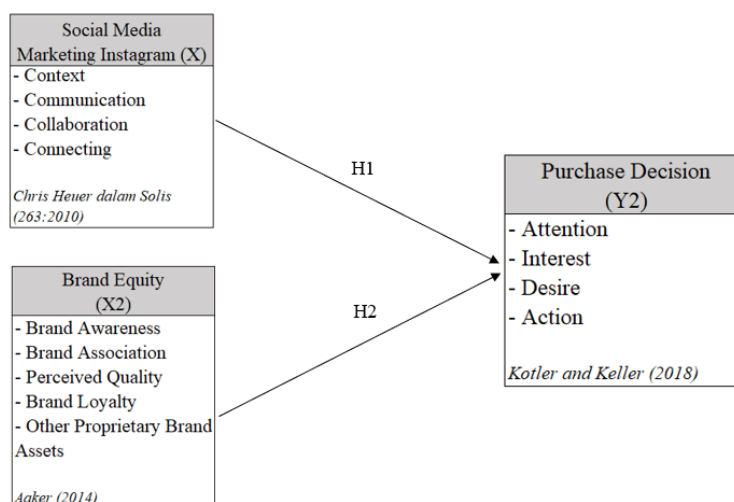 Social Media
Marketing Instagram (X)
- Context
- Communication
- Collaboration
- Connecting
Chris Heuer dalam Solis
(263:2010)
H1
Purchase Decision
(Y2)
- Attention
- Interest
- Desire
- Action
Kotler and Keller (2018)
Brand Equity
(X2)
- Brand Awareness
- Brand Association
- Perceived Quality
- Brand Loyalty
- Other Proprietary Brand
Assets
Aaker (2014)
H2